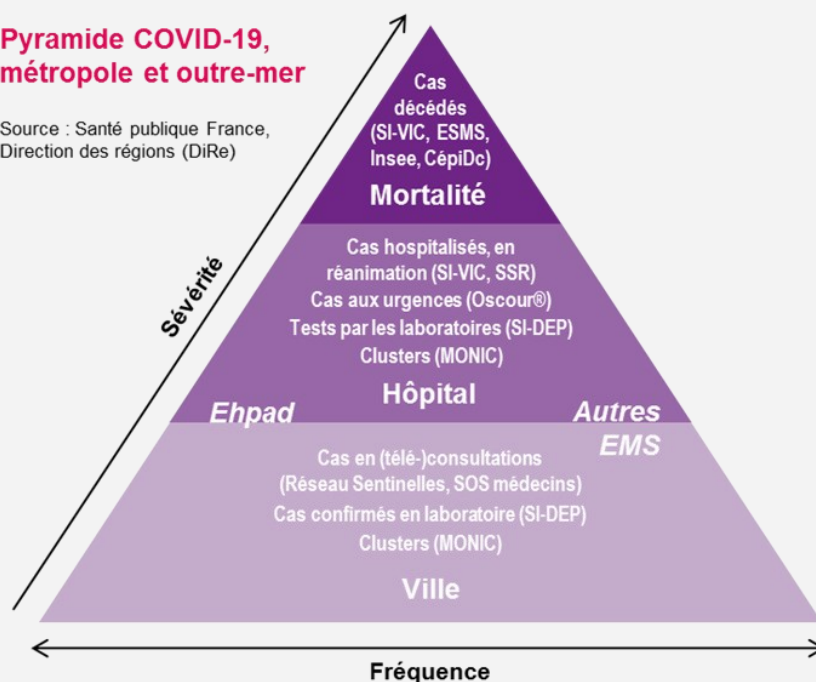 Pyramide COVID-19,
métropole et outre-mer
Source : Santé publique France,
Direction des régions (DiRe)
Sévérité
Cas
décédés
(SI-VIC, ESMS,
Insee, CépiDc)
Mortalité
Cas hospitalisés, en
réanimation (SI-VIC, SSR)
Cas aux urgences (Oscour®)
Tests par les laboratoires (SI-DEP)
Clusters (MONIC)
Hôpital
Ehpad
Autres
EMS
Cas en (télé-)consultations
(Réseau Sentinelles, SOS médecins)
Cas confirmés en laboratoire (SI-DEP)
Clusters (MONIC)
Ville
Fréquence